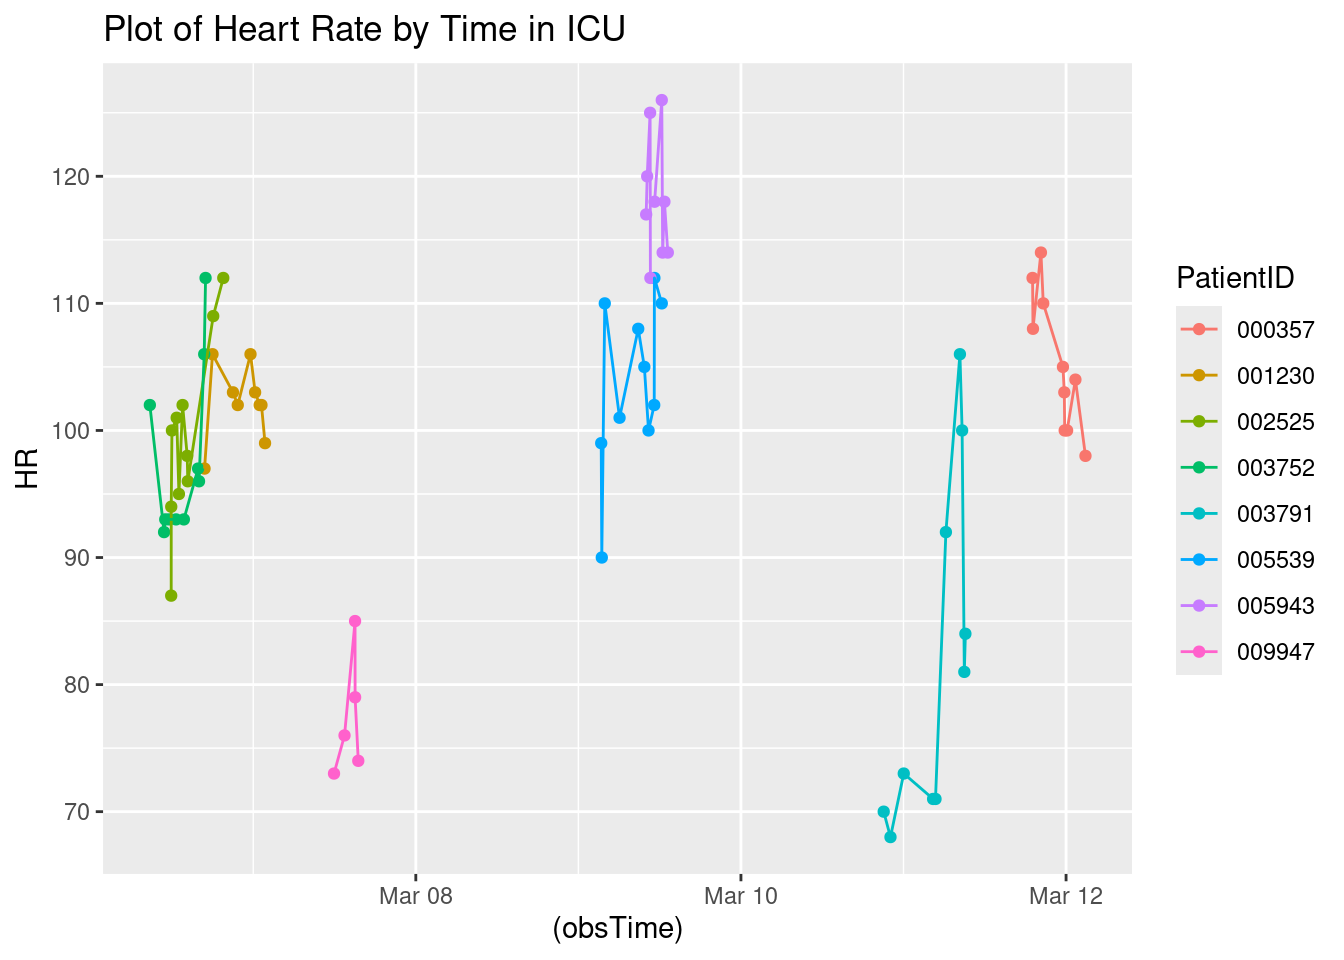 Plot of Heart Rate by Time in ICU
HR
120
110
100
90
80
70
Mar 08
Mar 10
Mar 12
(obsTime)
PatientID
000357
001230
002525
003752
003791
005539
005943
009947